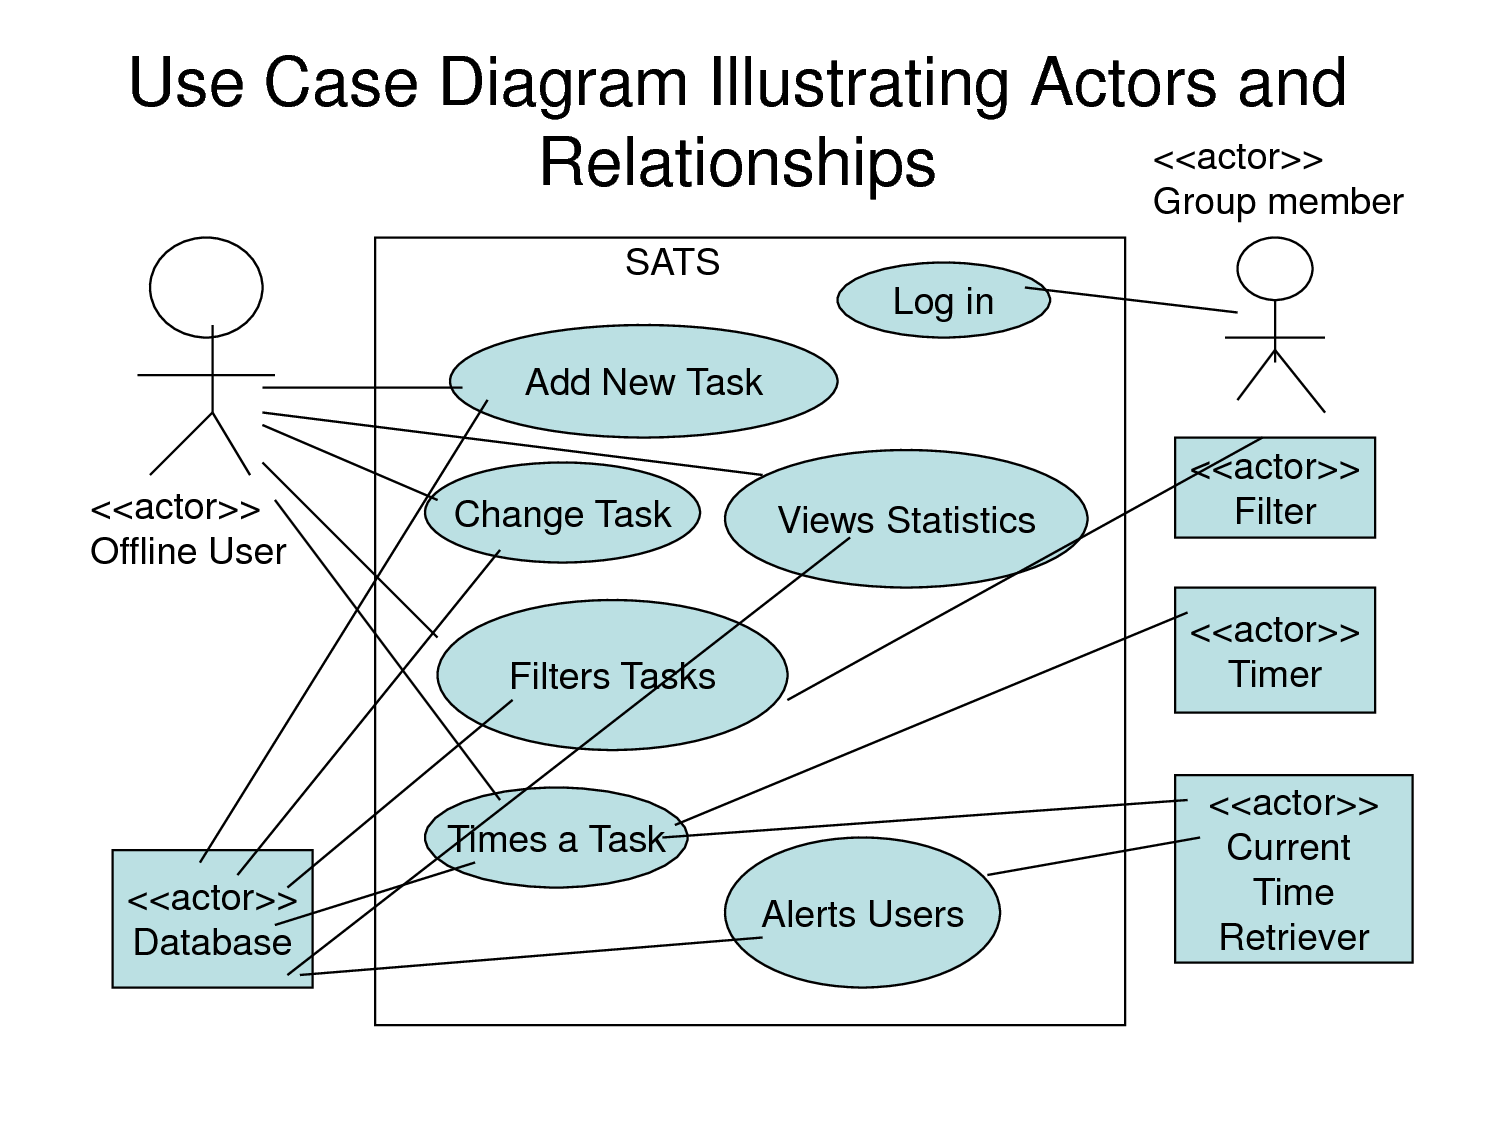 Use Case Diagram Illustrating Actors and
Relationships
<<actor>>
Group member
SATS
Log in
Add New Task
<<actor>>
Filter
Change Task
Views Statistics
<<actor>>
Offline User
<<actor>>
Timer
Filters Tasks
<<actor>>
Current
Time
Retriever
Times a Task
Alerts Users
<<actor>>
Database